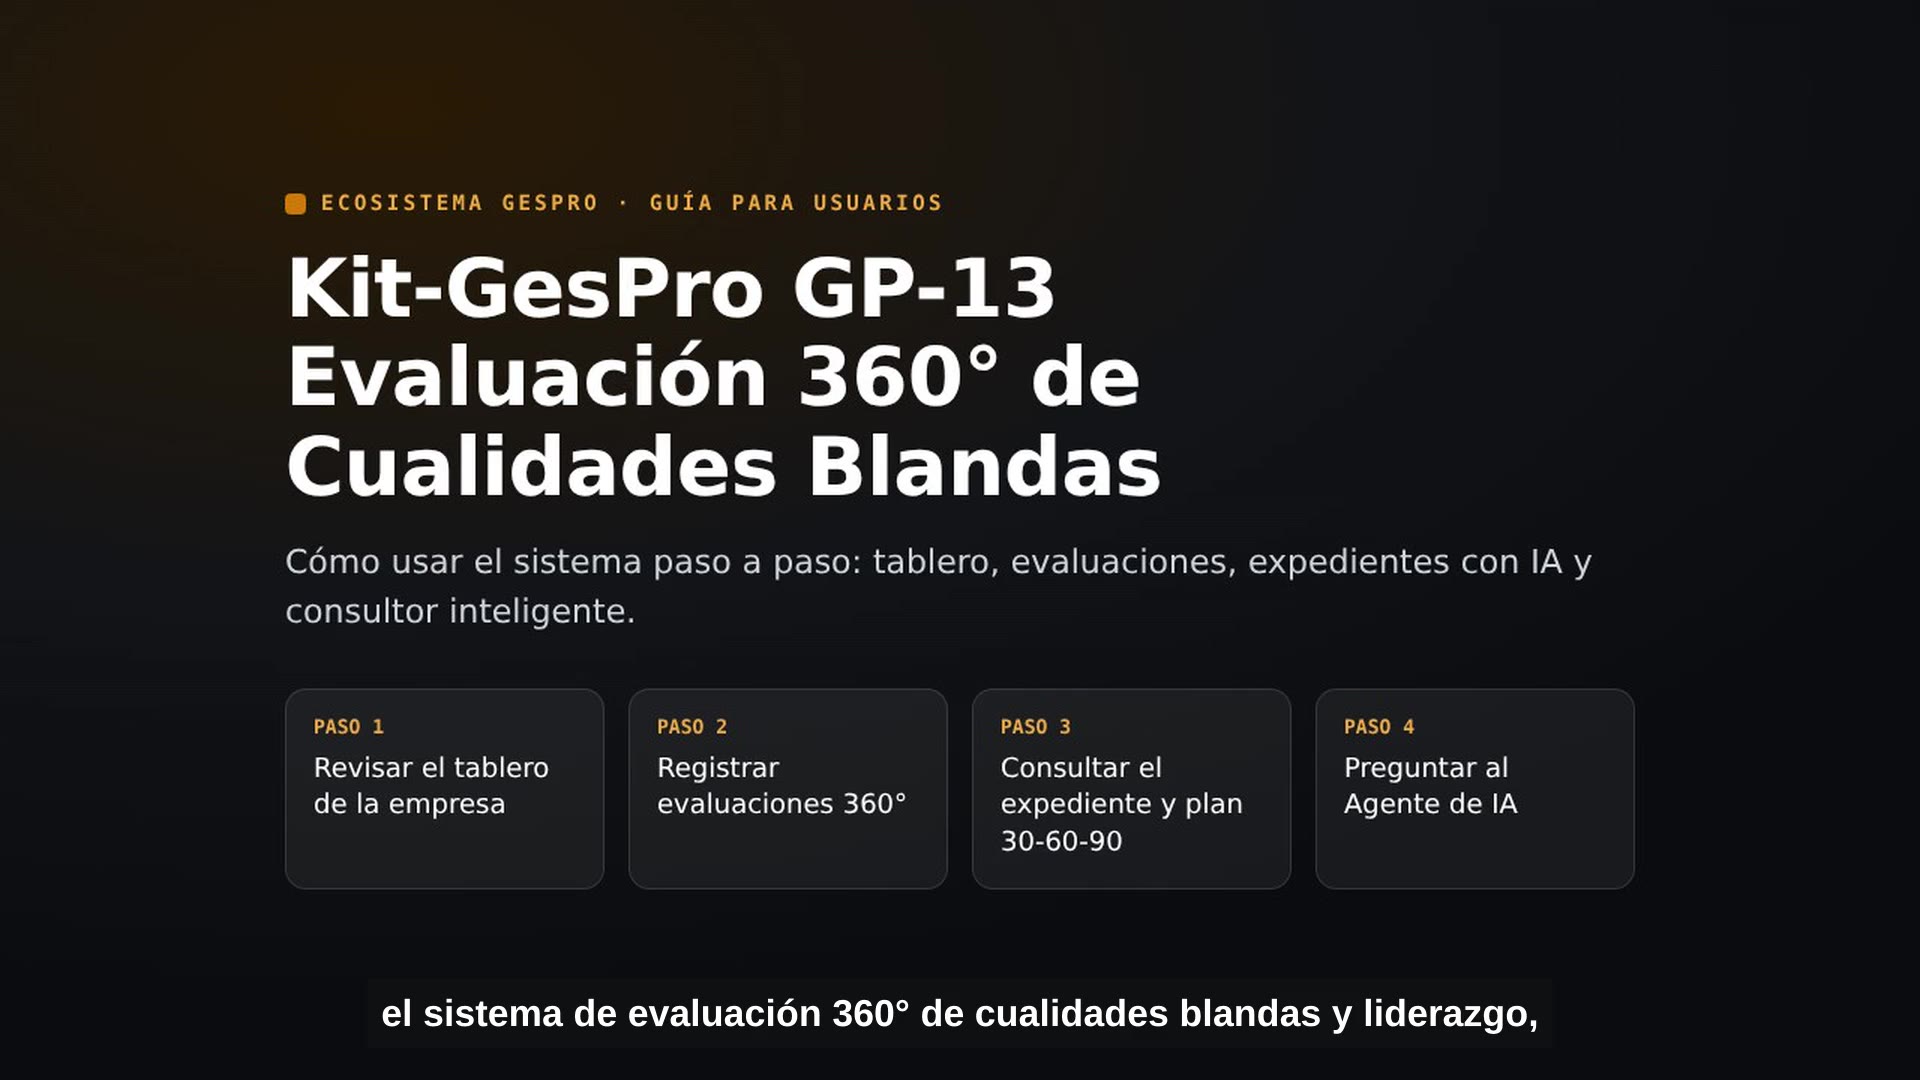 ECOSISTEMA GESPRO · GUÍA PARA USUARIOS
Kit-GesPro GP-13
Evaluación 360° de
Cualidades Blandas
Cómo usar el sistema paso a paso: tablero, evaluaciones, expedientes con IA y
consultor inteligente.
PASO 1
Revisar el tablero
de la empresa
PASO 2
Registrar
evaluaciones 360°
PASO 3
Consultar el
expediente y plan
30-60-90
PASO 4
Preguntar al
Agente de IA
el sistema de evaluación 360° de cualidades blandas y liderazgo,